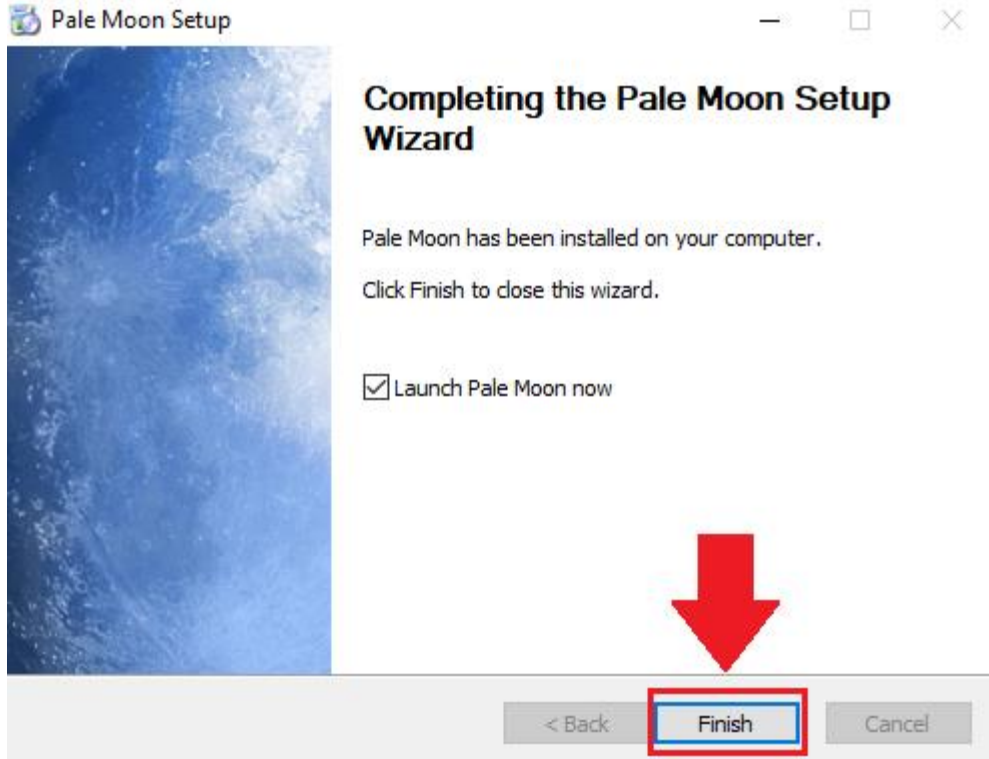 Pale Moon Setup
Completing the Pale Moon Setup
Wizard
Pale Moon has been installed on your computer.
Click Finish to close this wizard.
Launch Pale Moon now
< Back
Finish
Cancel